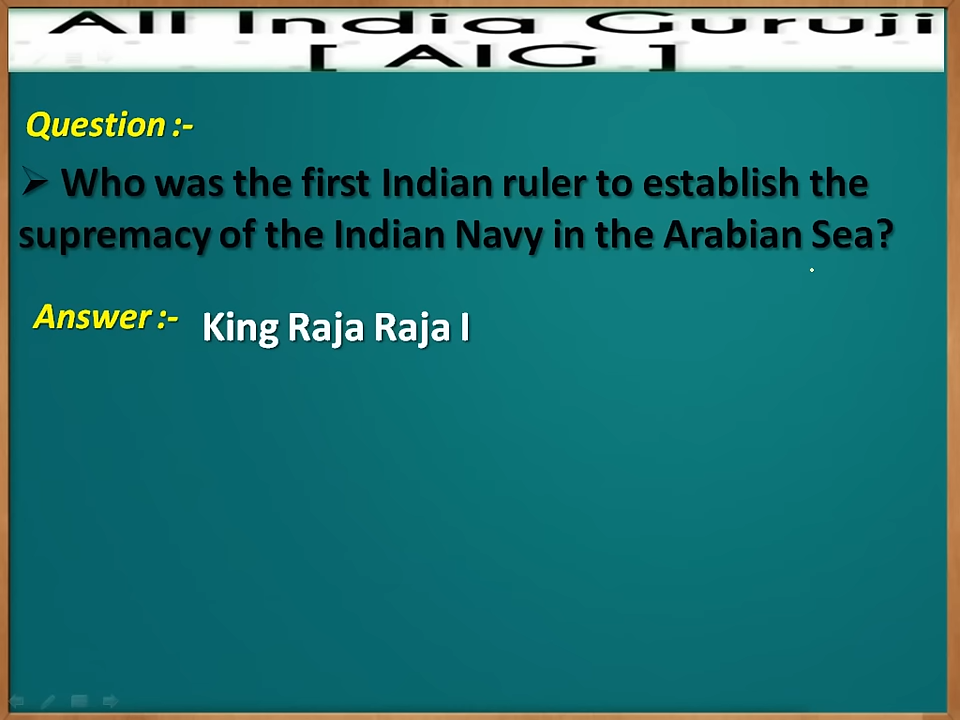 All India Guruji
[ AIG ]
Question :-
➢ Who was the first Indian ruler to establish the
supremacy of the Indian Navy in the Arabian Sea?
Answer :- King Raja Raja I